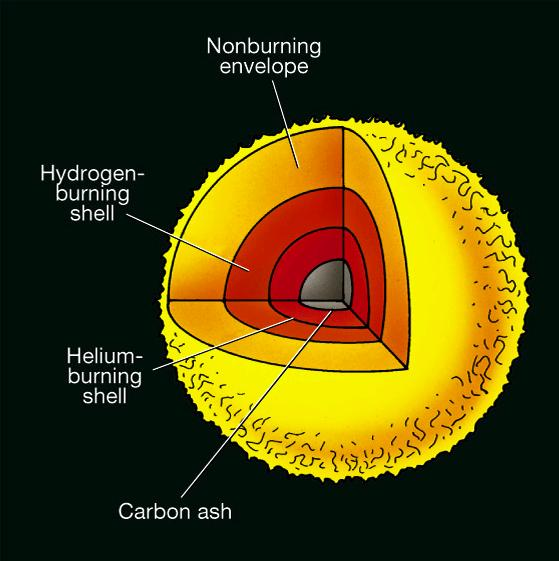 Nonburning
envelope
Hydrogen-
burning
shell
Helium-
burning
shell
Carbon ash